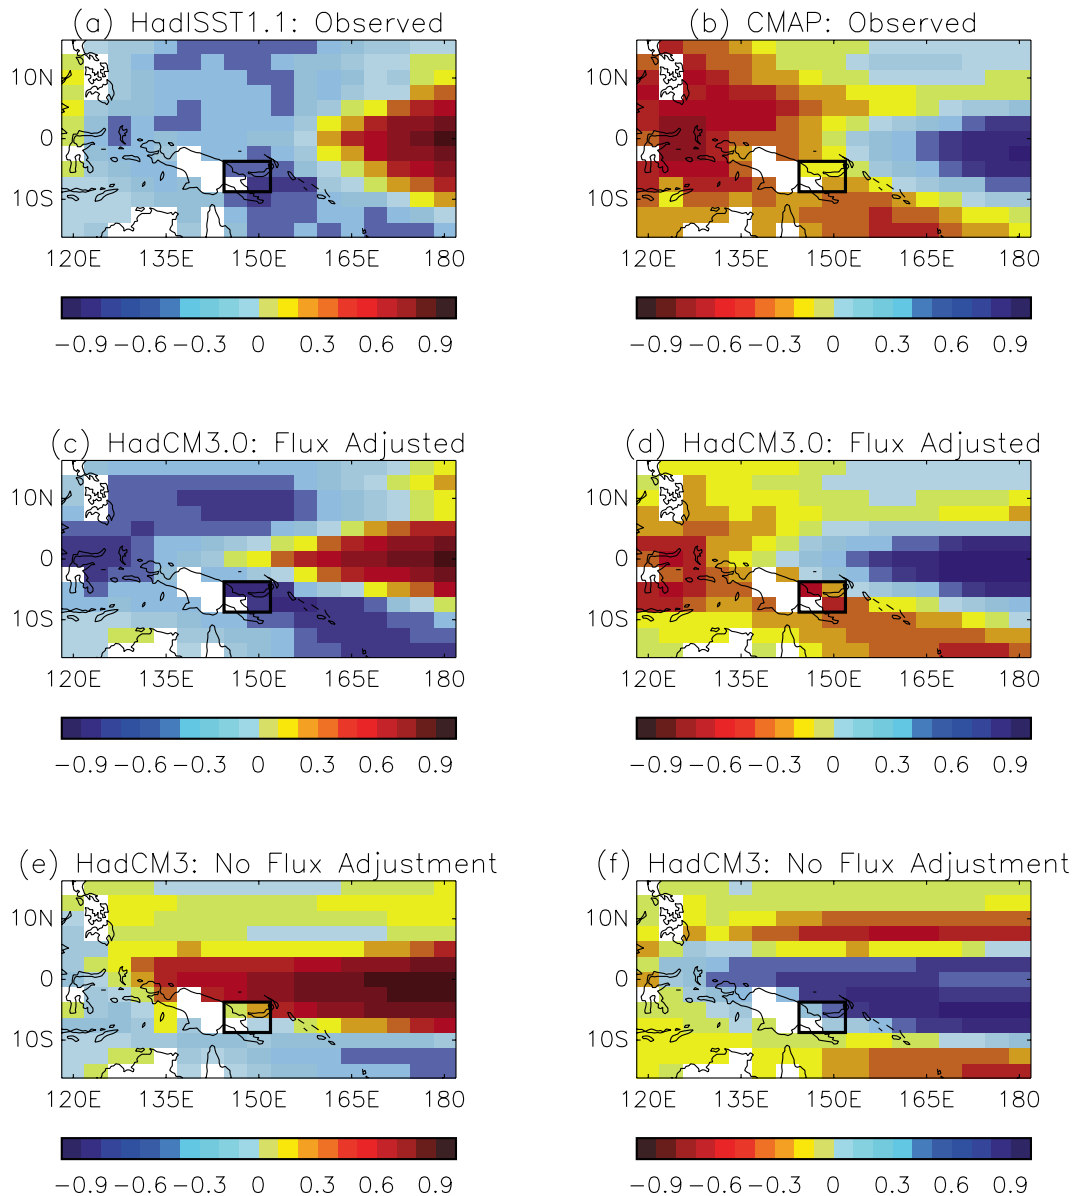 (a) HadISST1.1: Observed
(b) CMAP: Observed
10N
0
10S
120E 135E 150E 165E 180
120E 135E 150E 165E 180
−0.9 −0.6 −0.3 0 0.3 0.6 0.9
−0.9 −0.6 −0.3 0 0.3 0.6 0.9
(c) HadCM3.0: Flux Adjusted
(d) HadCM3.0: Flux Adjusted
10N
0
10S
10N
0
10S
120E 135E 150E 165E 180
120E 135E 150E 165E 180
−0.9 −0.6 −0.3 0 0.3 0.6 0.9
−0.9 −0.6 −0.3 0 0.3 0.6 0.9
(e) HadCM3: No Flux Adjustment
(f) HadCM3: No Flux Adjustment
10N
0
10S
10N
0
10S
120E 135E 150E 165E 180
120E 135E 150E 165E 180
−0.9 −0.6 −0.3 0 0.3 0.6 0.9
−0.9 −0.6 −0.3 0 0.3 0.6 0.9
10N
0
10S